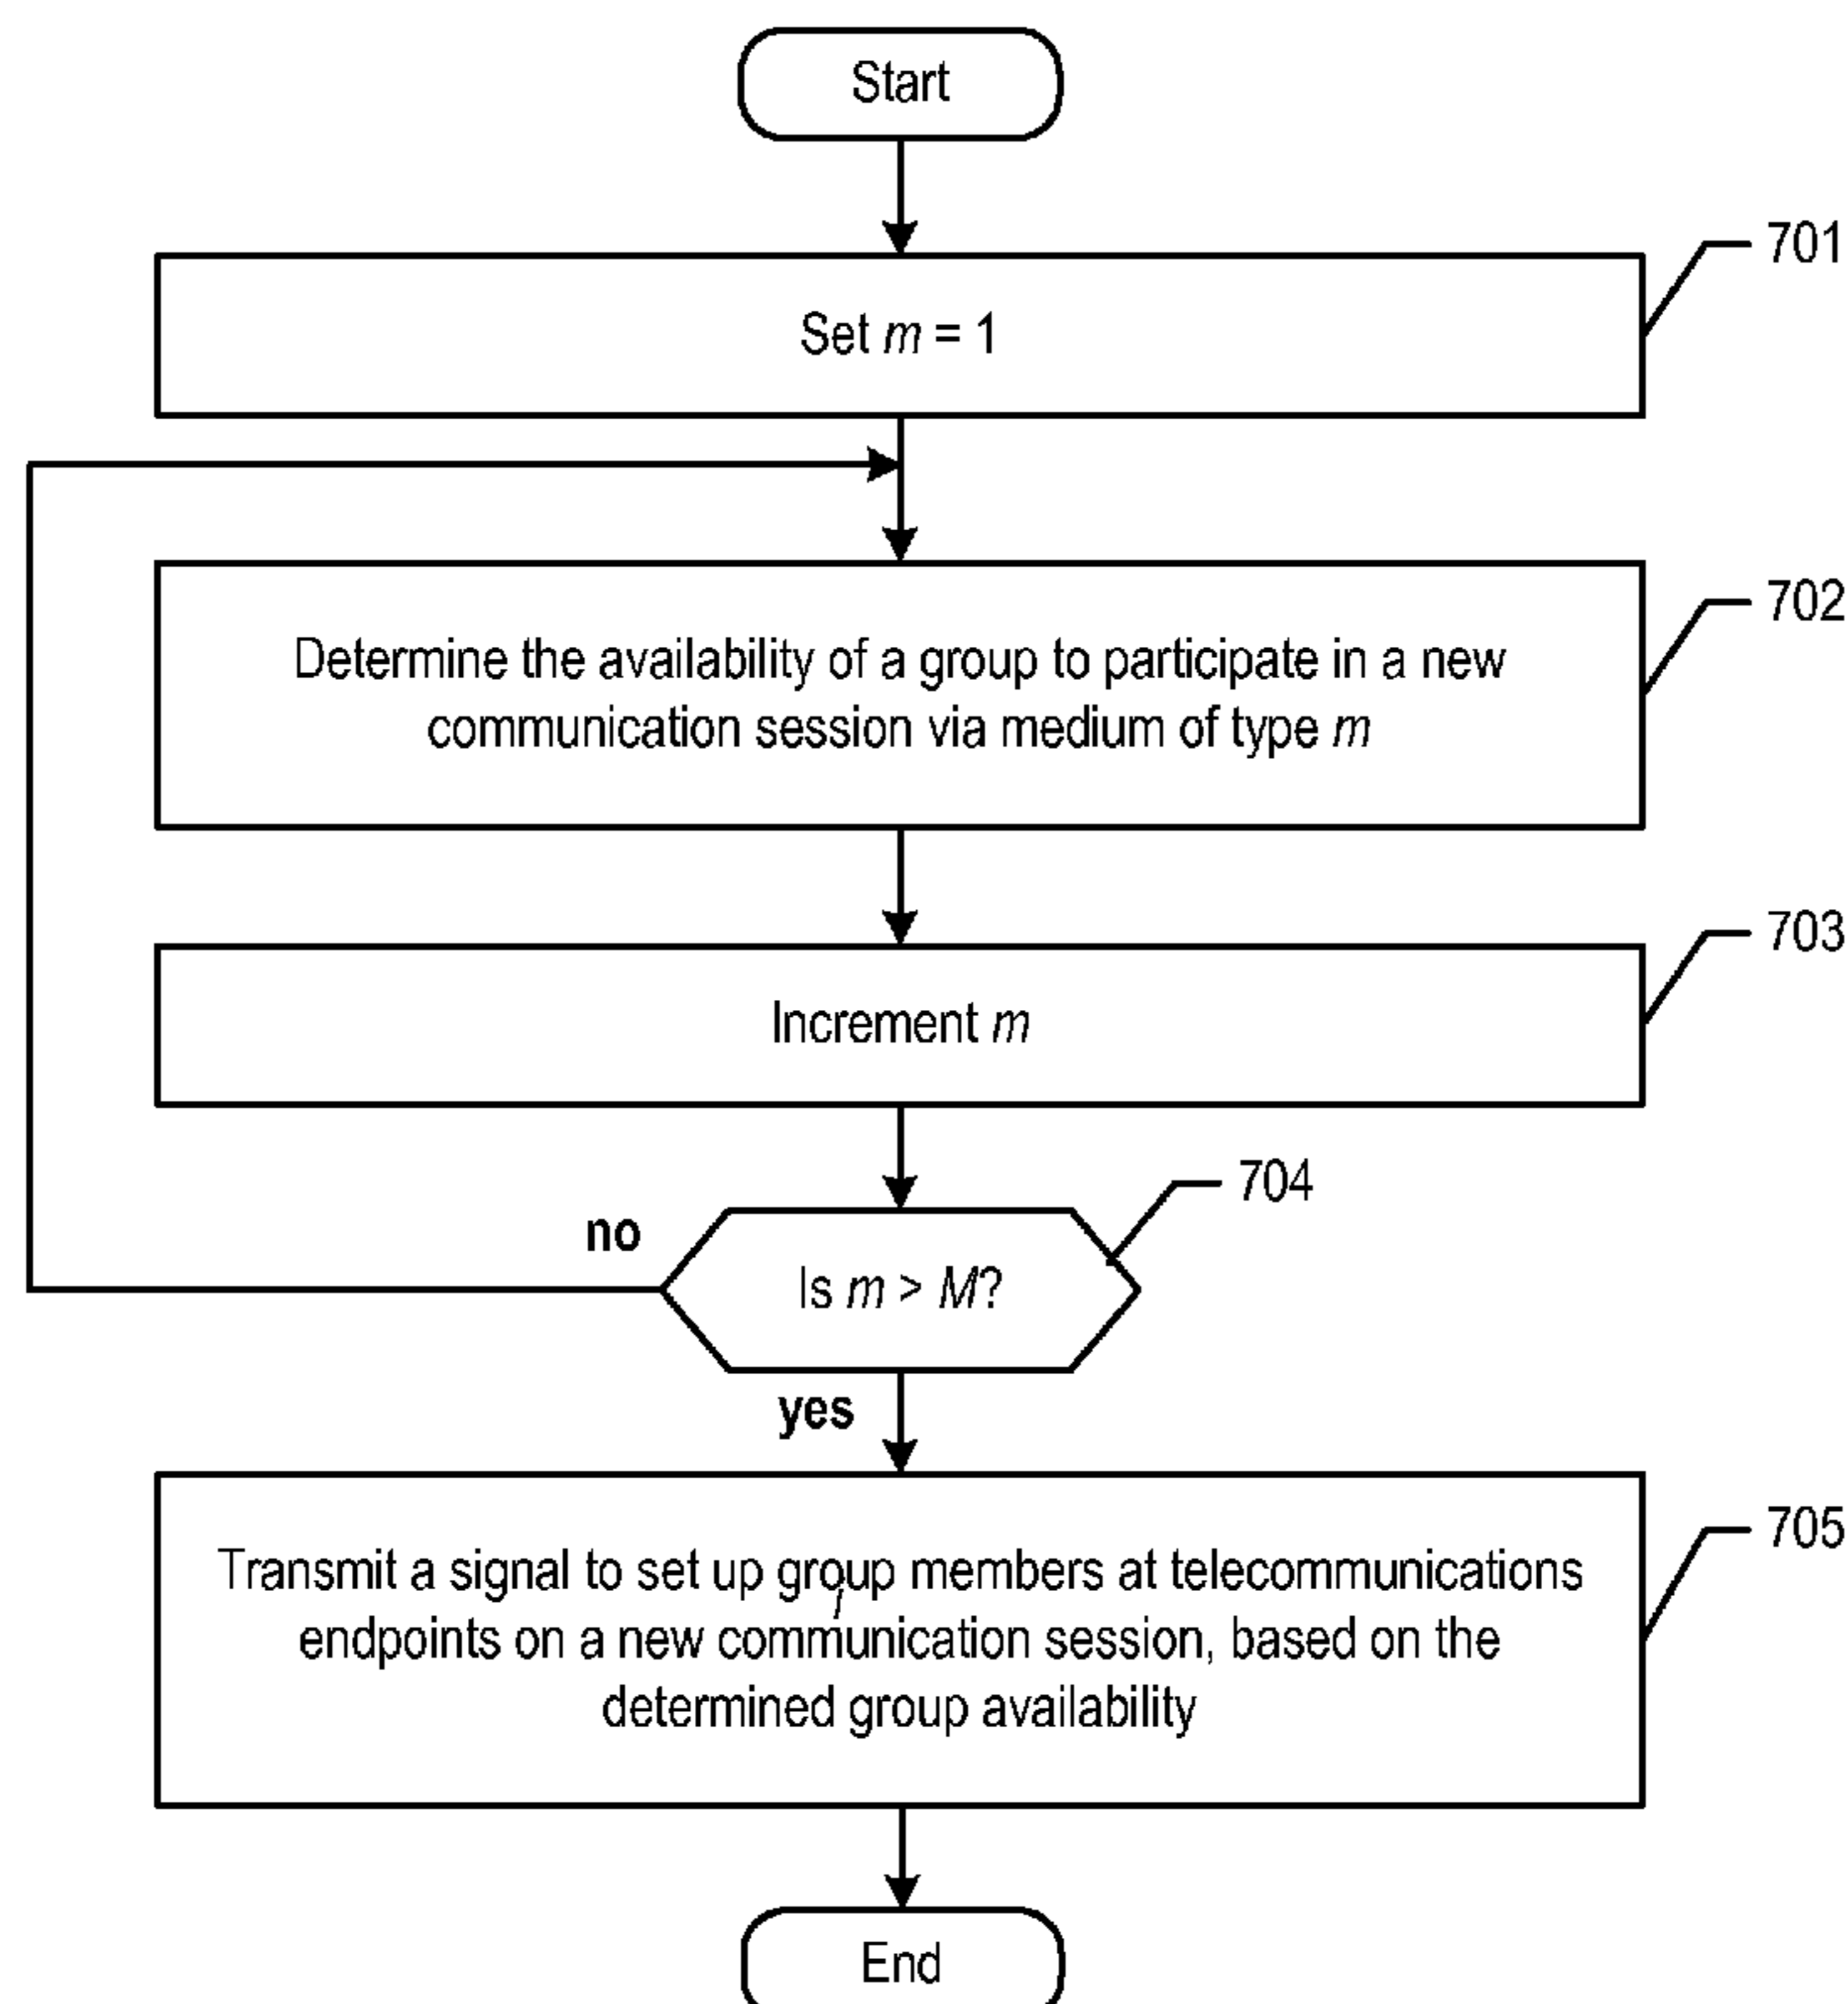 Start
701
Set m = 1
702
Determine the availability of a group to participate in a new
communication session via medium of type m
703
Increment m
704
no
Is m > M?
yes
705
Transmit a signal to set up group members at telecommunications
endpoints on a new communication session, based on the
determined group availability
End